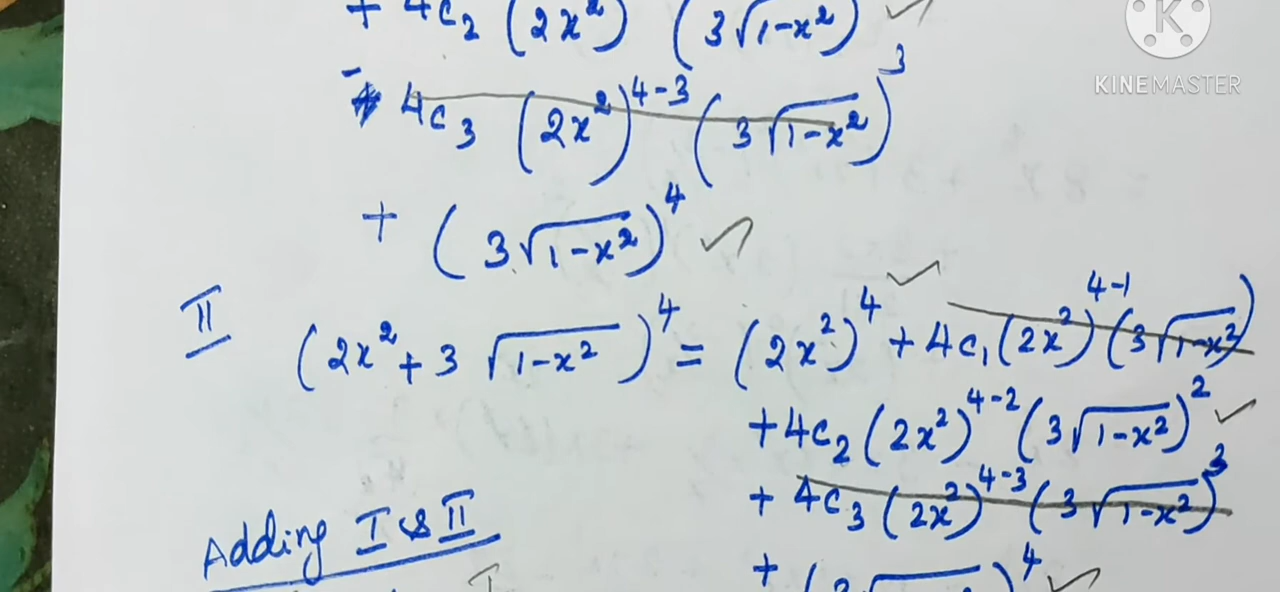 + 4c₂ (2x²) (3√1-x²) ✓
K
KINEMASTER
- 4c₃ (2x²)⁴⁻³ (3√1-x²)³
+ (3√1-x²)⁴ ✓
II (2x² + 3√1-x²)⁴ = (2x²)⁴ ✓ + 4c₁ (2x²)⁴⁻¹ (3√1-x²)
+ 4c₂ (2x²)⁴⁻² (3√1-x²)² ✓
+ 4c₃ (2x²)⁴⁻³ (3√1-x²)³
Adding I & II
+ ( )⁴ ✓
I